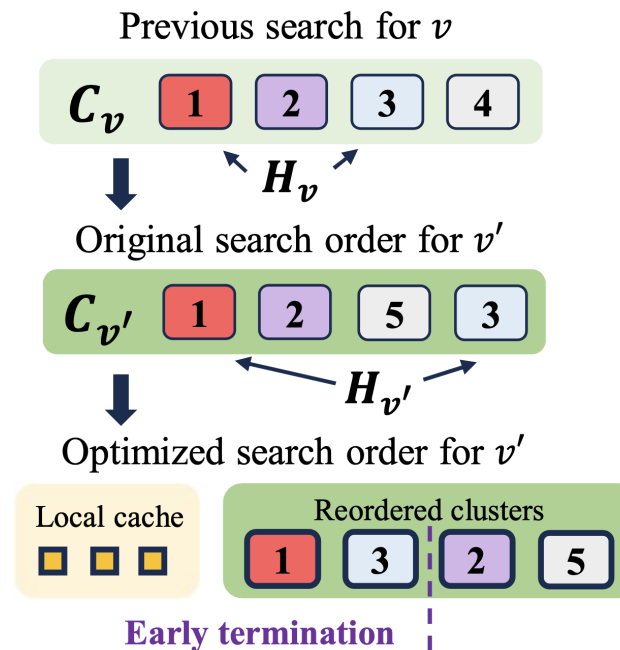 Previous search for v
C_v 1 2 3 4
H_v
Original search order for v′
C_v′ 1 2 5 3
H_v′
Optimized search order for v′
Local cache
Reordered clusters
1 3 2 5
Early termination